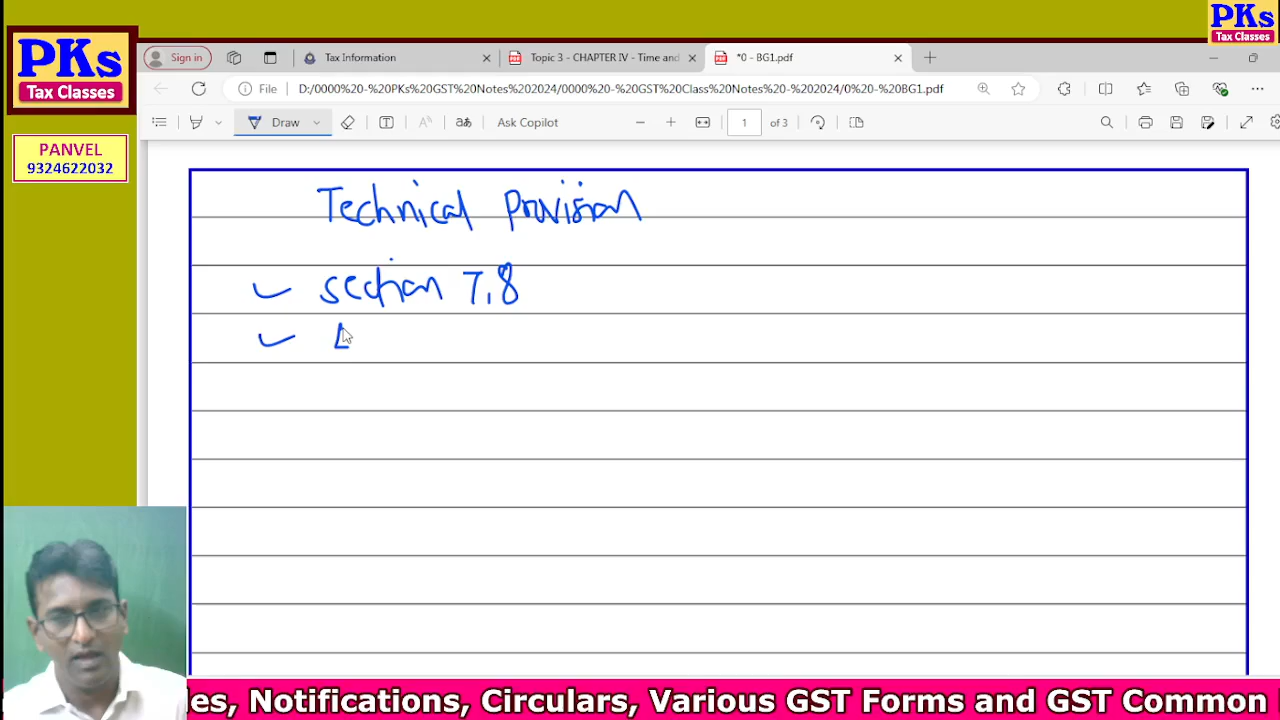 PKs
Tax Classes
PKs
Tax Classes
PANVEL
9324622032
Sign in
Tax Information
Topic 3 - CHAPTER IV - Time and
*0 - BG1.pdf
File
D:/0000%20-%20PKs%20GST%20Notes%202024/0000%20-%20GST%20Class%20Notes%20-%202024/0%20-%20BG1.pdf
Draw
Ask Copilot
1 of 3
Technical provision
section 7,8
les, Notifications, Circulars, Various GST Forms and GST Common